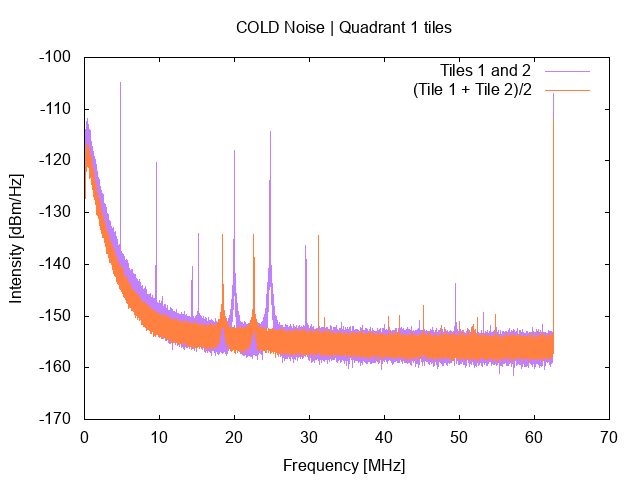 COLD Noise | Quadrant 1 tiles
-100
-110
-120
-130
-140
-150
-160
-170
Intensity [dBm/Hz]
Tiles 1 and 2
(Tile 1 + Tile 2)/2
0 10 20 30 40 50 60 70
Frequency [MHz]